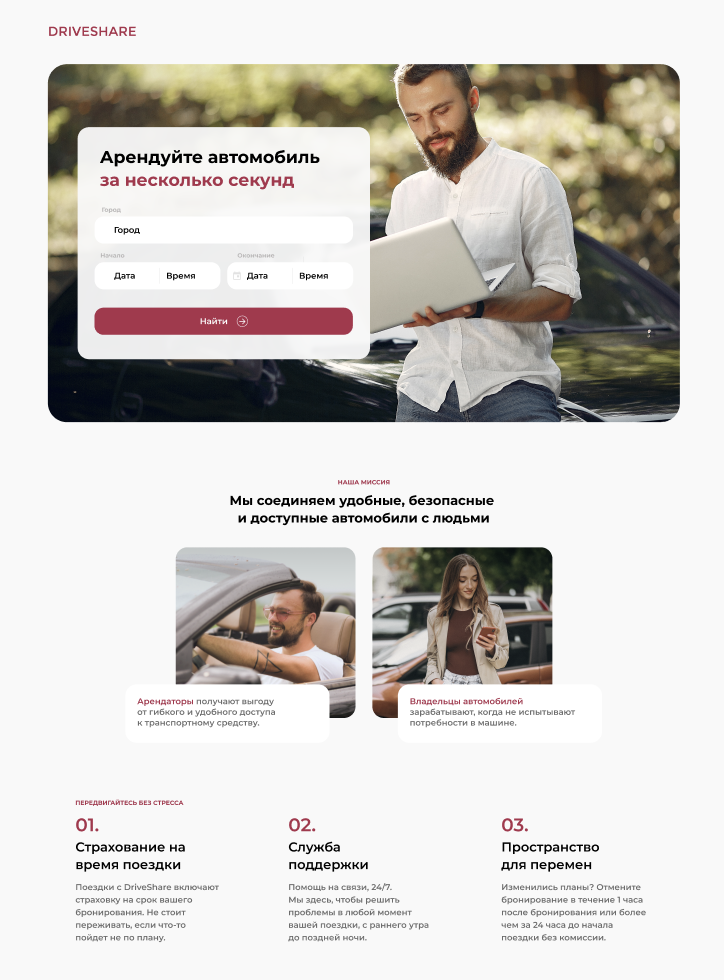 DRIVESHARE
Арендуйте автомобиль
за несколько секунд
Город
Город
Начало
Окончание
Дата
Время
Дата
Время
Найти
НАША МИССИЯ
Мы соединяем удобные, безопасные
и доступные автомобили с людьми
Арендаторы получают выгоду
от гибкого и удобного доступа
к транспортному средству.
Владельцы автомобилей
зарабатывают, когда не испытывают
потребности в машине.
ПЕРЕДВИГАЙТЕСЬ БЕЗ СТРЕССА
01.
Страхование на
время поездки
Поездки с DriveShare включают
страховку на срок вашего
бронирования. Не стоит
переживать, если что-то
пойдет не по плану.
02.
Служба
поддержки
Помощь на связи, 24/7.
Мы здесь, чтобы решить
проблемы в любой момент
вашей поездки, с раннего утра
до поздней ночи.
03.
Пространство
для перемен
Изменились планы? Отмените
бронирование в течение 1 часа
после бронирования или более
чем за 24 часа до начала
поездки без комиссии.